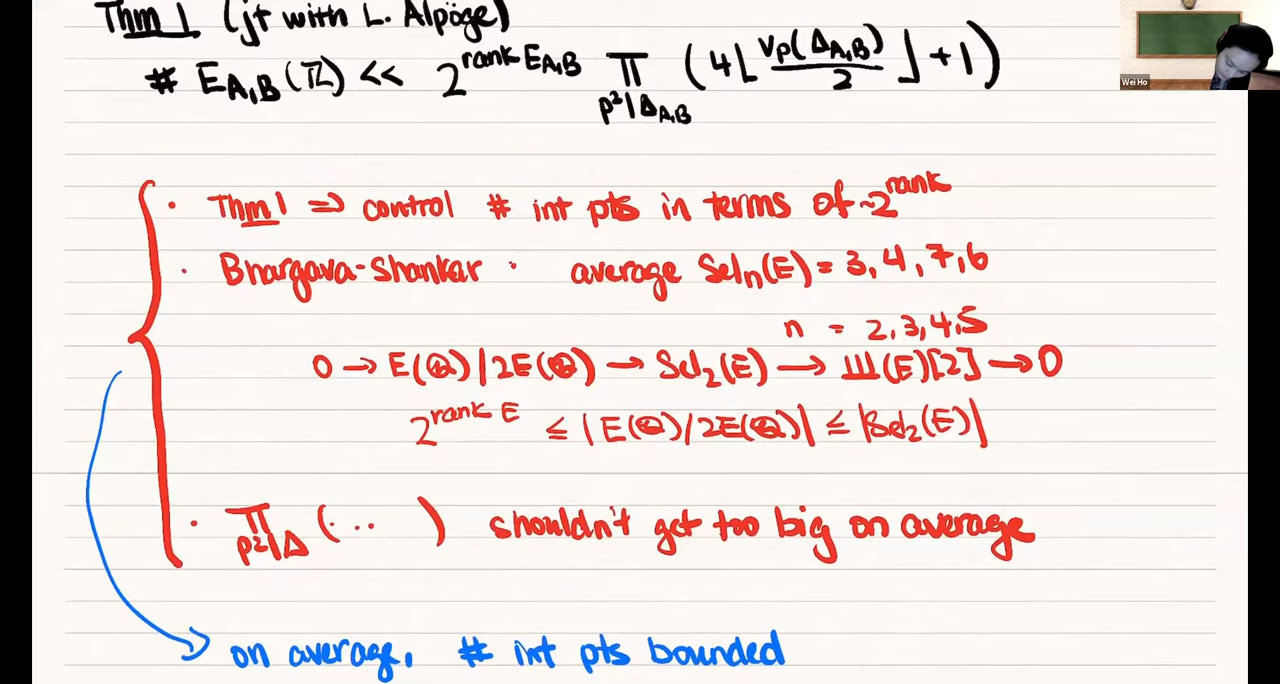 Thm 1 (jt with L. Alpöge)
# E_{A,B}(ℤ) << 2^{rank E_{A,B}} ∏_{p²|Δ_{A,B}} (4⌊v_p(Δ_{A,B})/2⌋+1)
Wei Ho
· Thm 1 ⇒ control # int pts in terms of ~2^{rank}
· Bhargava-Shankar · average Sel_n(E) = 3, 4, 7, 6
n = 2, 3, 4, 5
0 → E(ℚ)/2E(ℚ) → Sel₂(E) → Ш(E)[2] → 0
2^{rank E} ≤ |E(ℚ)/2E(ℚ)| ≤ |Sel₂(E)|
· ∏_{p²|Δ} (... ) shouldn't get too big on average
on average, # int pts bounded